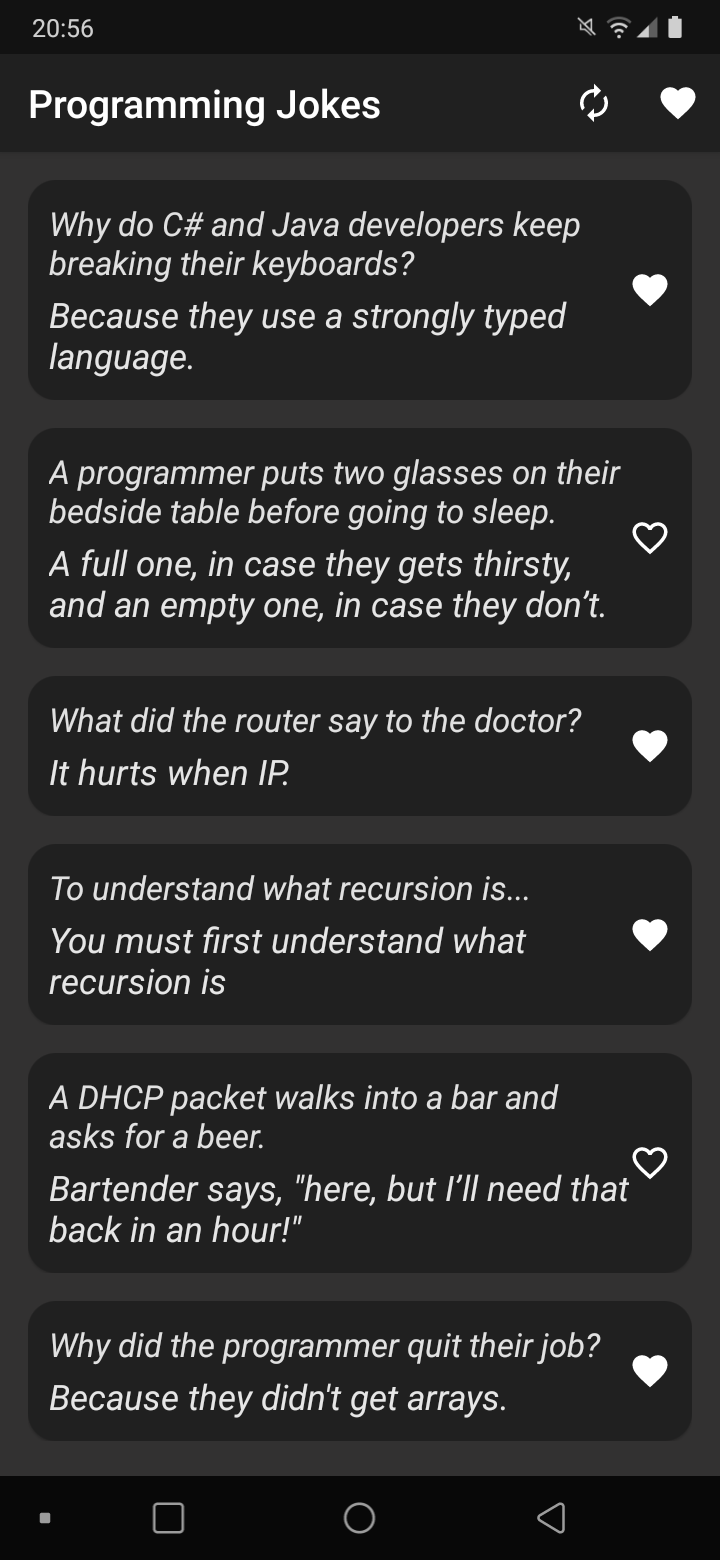 20:56
Programming Jokes
Why do C# and Java developers keep
breaking their keyboards?
Because they use a strongly typed
language.
A programmer puts two glasses on their
bedside table before going to sleep.
A full one, in case they gets thirsty,
and an empty one, in case they don’t.
What did the router say to the doctor?
It hurts when IP.
To understand what recursion is...
You must first understand what
recursion is
A DHCP packet walks into a bar and
asks for a beer.
Bartender says, "here, but I’ll need that
back in an hour!"
Why did the programmer quit their job?
Because they didn't get arrays.